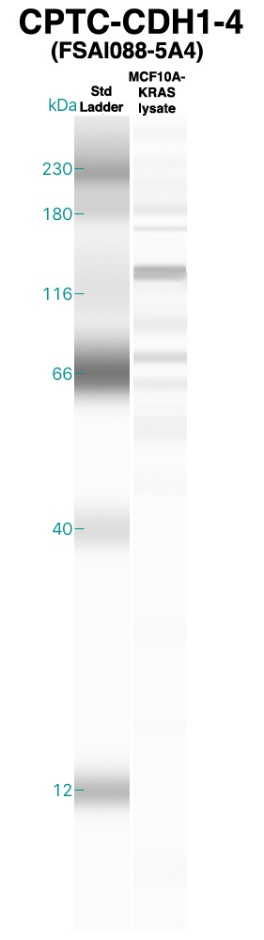 CPTC-CDH1-4
(FSAI088-5A4)
MCF10A-
KRAS
lysate
Std
Ladder
kDa
230
180
116
66
40
12